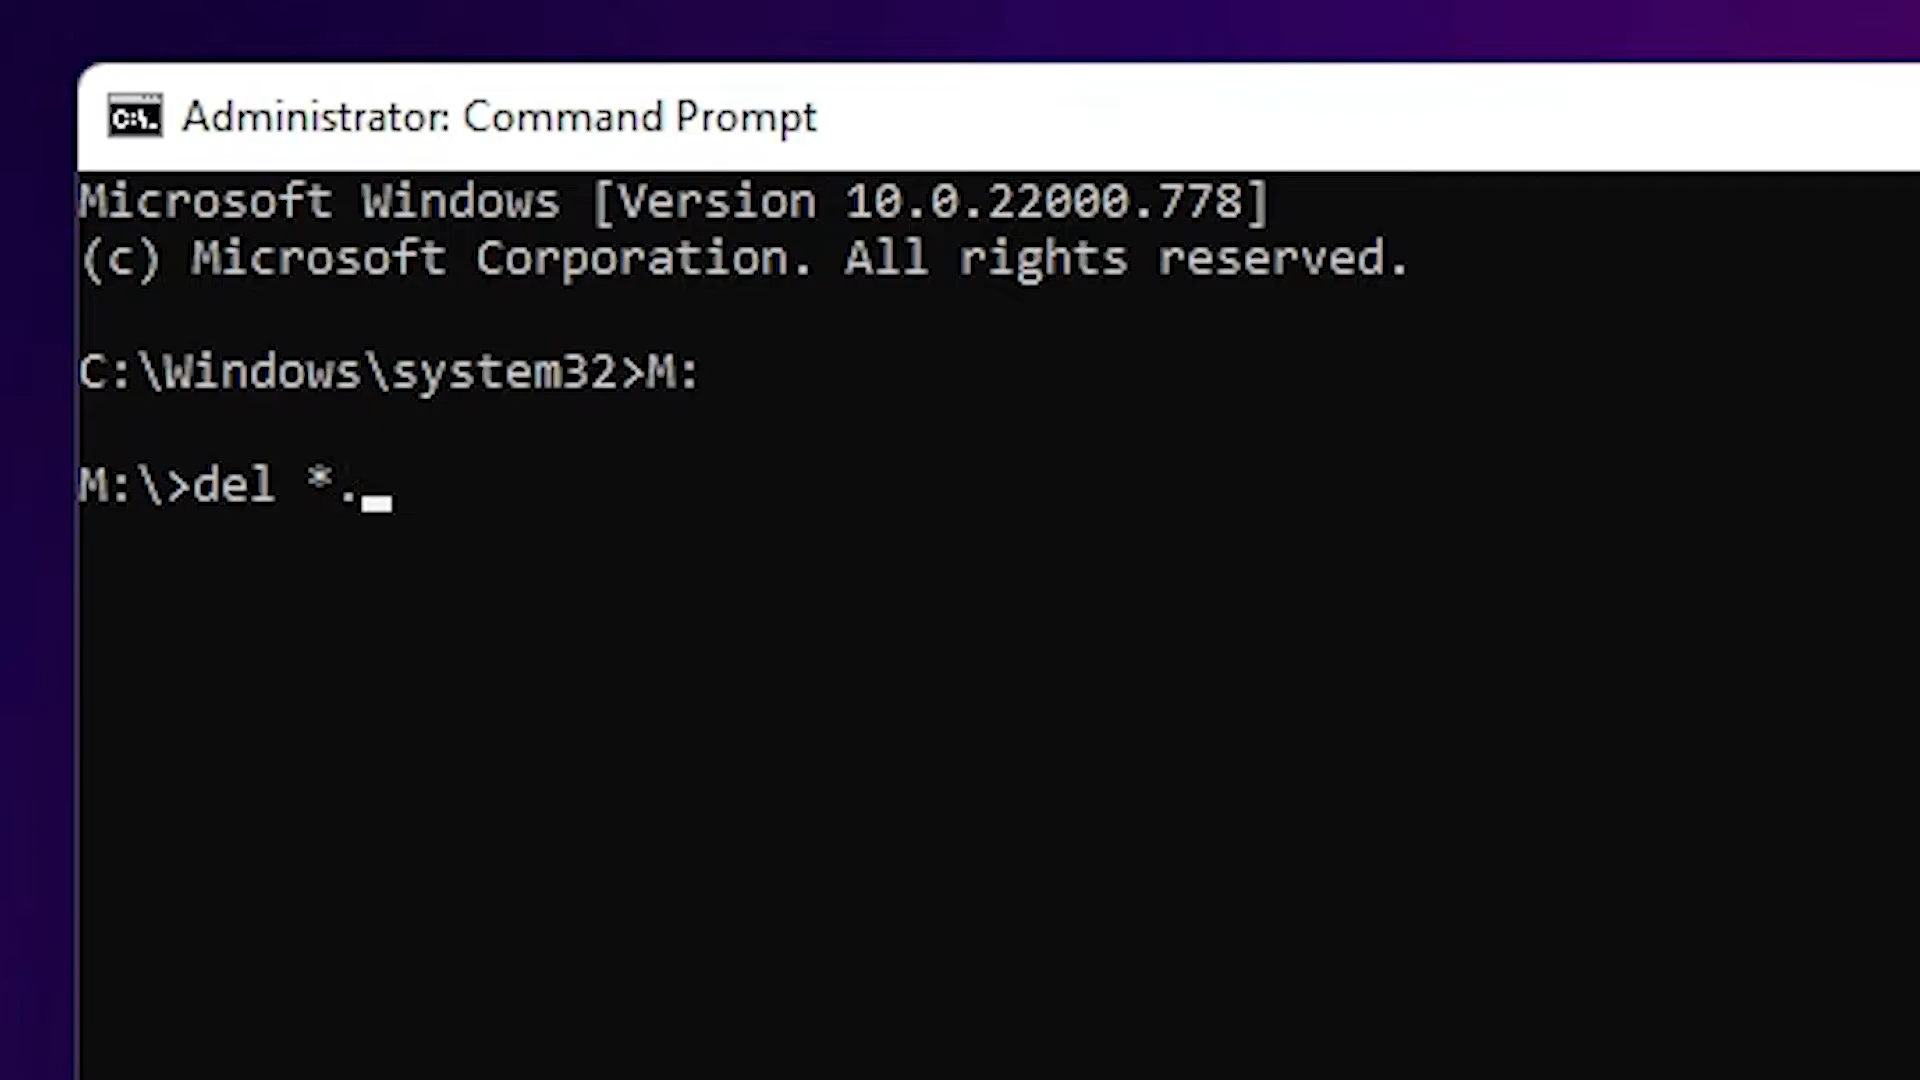 C:\.
Administrator: Command Prompt
Microsoft Windows [Version 10.0.22000.778]
(c) Microsoft Corporation. All rights reserved.
C:\Windows\system32>M:
M:\>del *.